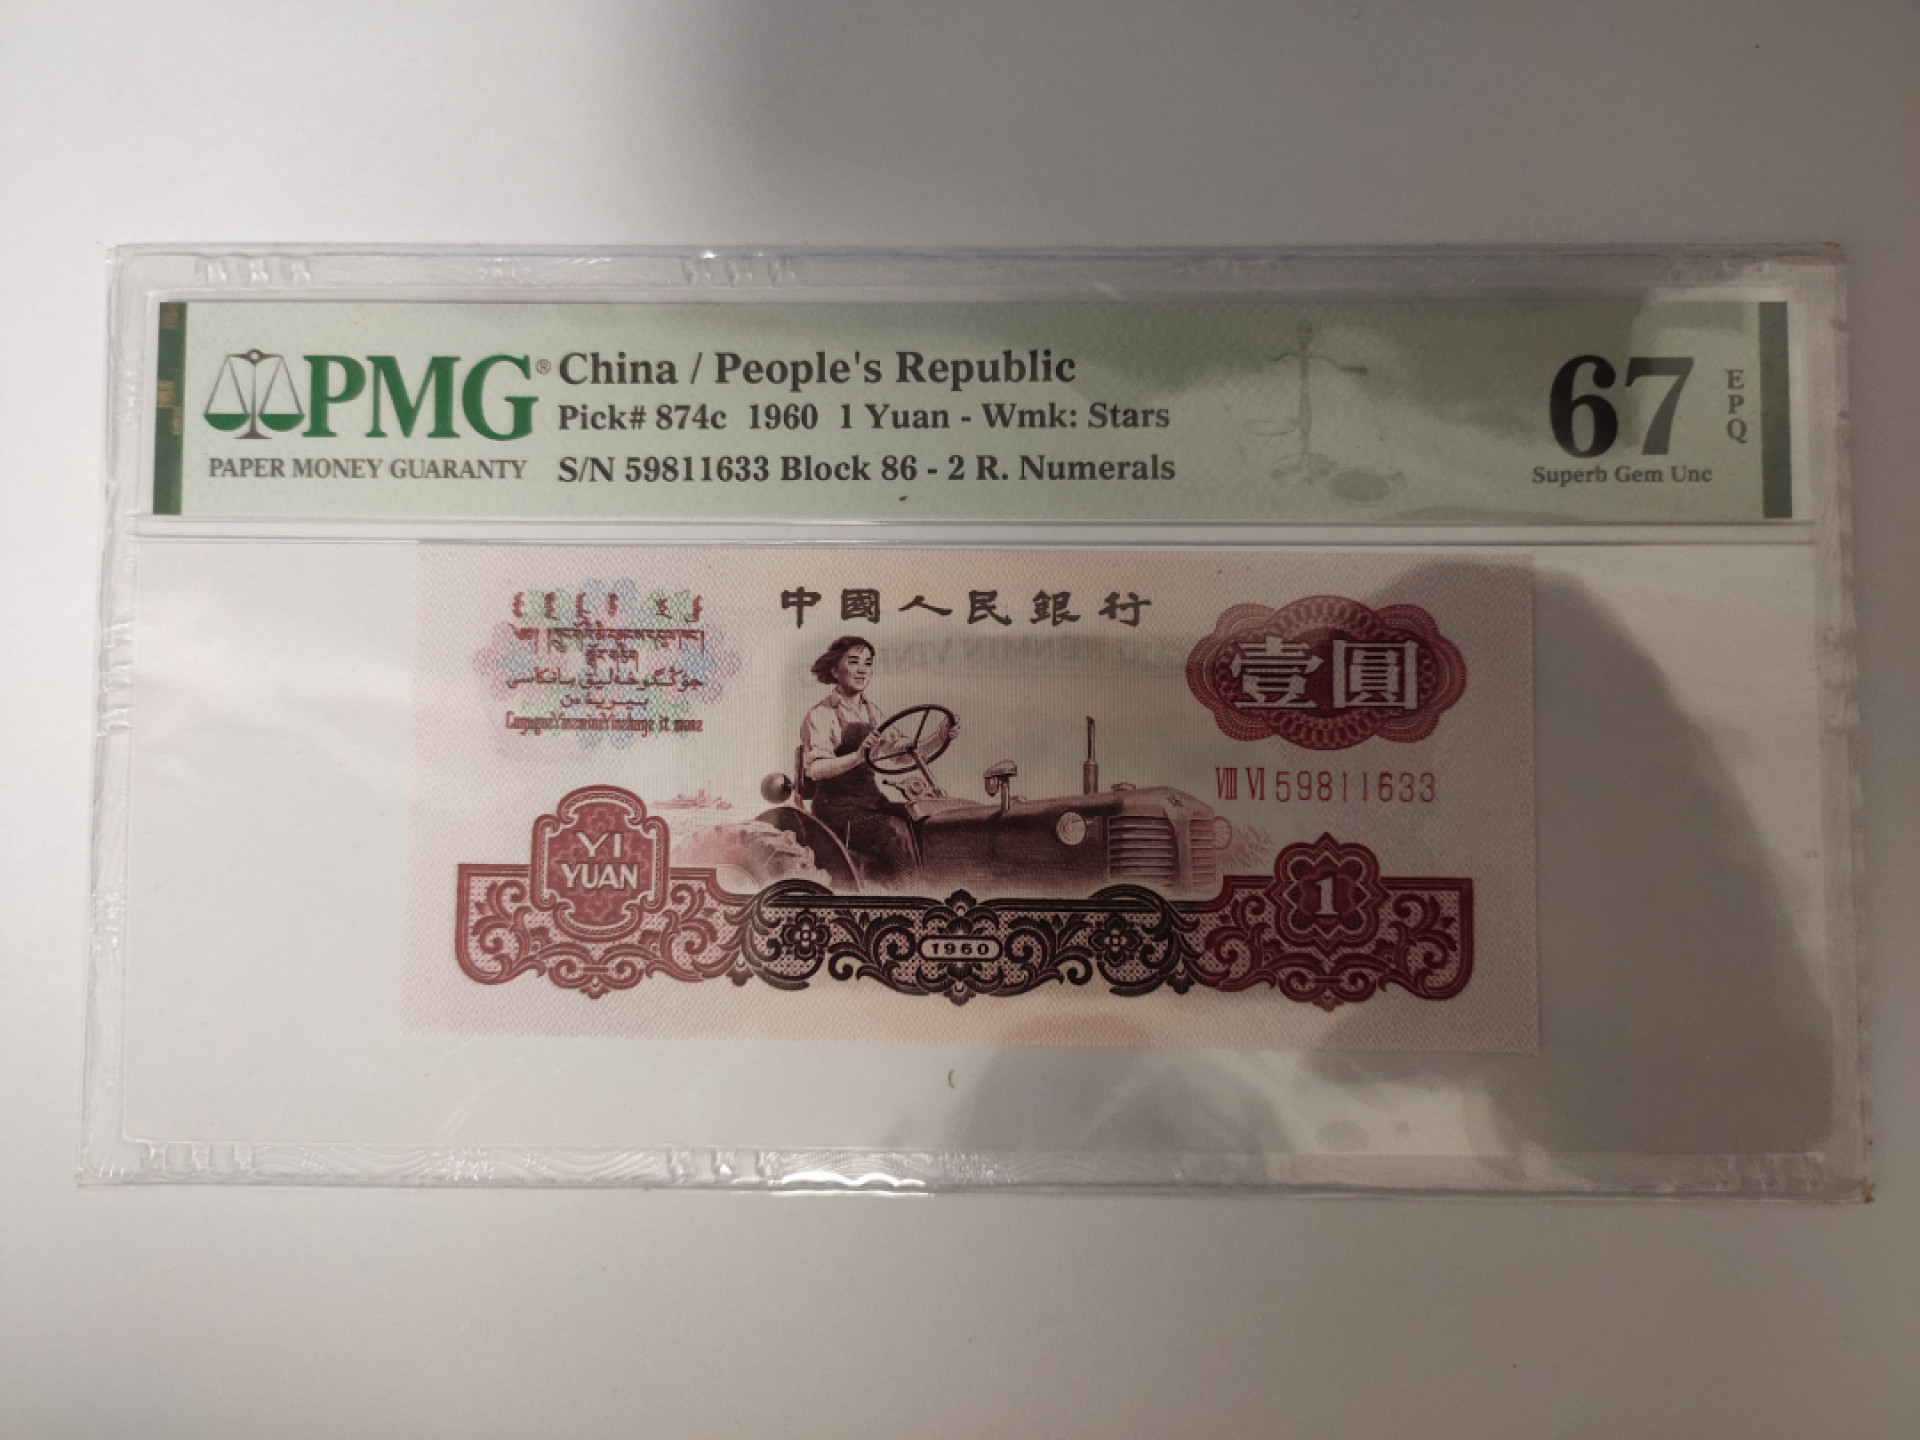 PMG®
PAPER MONEY GUARANTY
China / People's Republic
Pick# 874c 1960 1 Yuan - Wmk: Stars
S/N 59811633 Block 86 - 2 R. Numerals
67
EPQ
Superb Gem Unc
中國人民銀行
壹圓
Ⅷ Ⅵ 59811633
YI
YUAN
1
1960